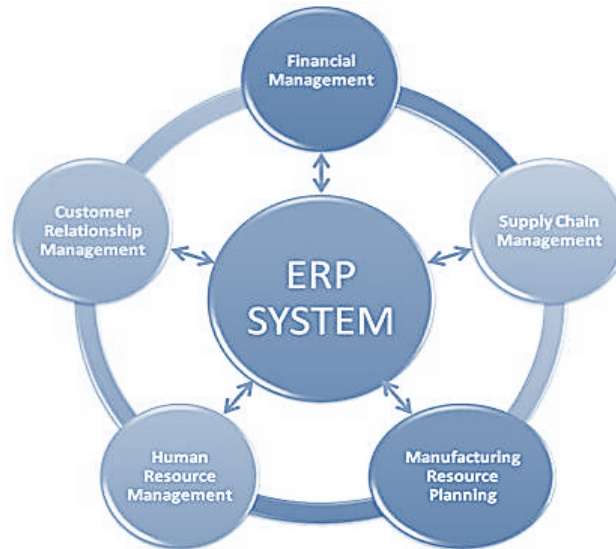 Financial
Management
Customer
Relationship
Management
Supply Chain
Management
ERP
SYSTEM
Human
Resource
Management
Manufacturing
Resource
Planning